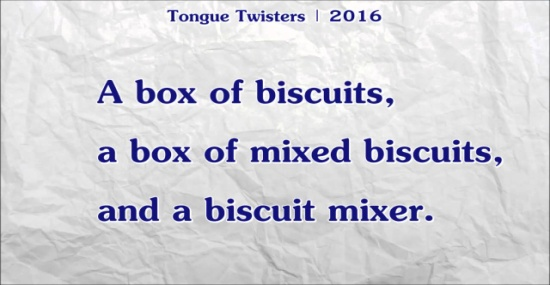 Tongue Twisters | 2016
A box of biscuits,
a box of mixed biscuits,
and a biscuit mixer.